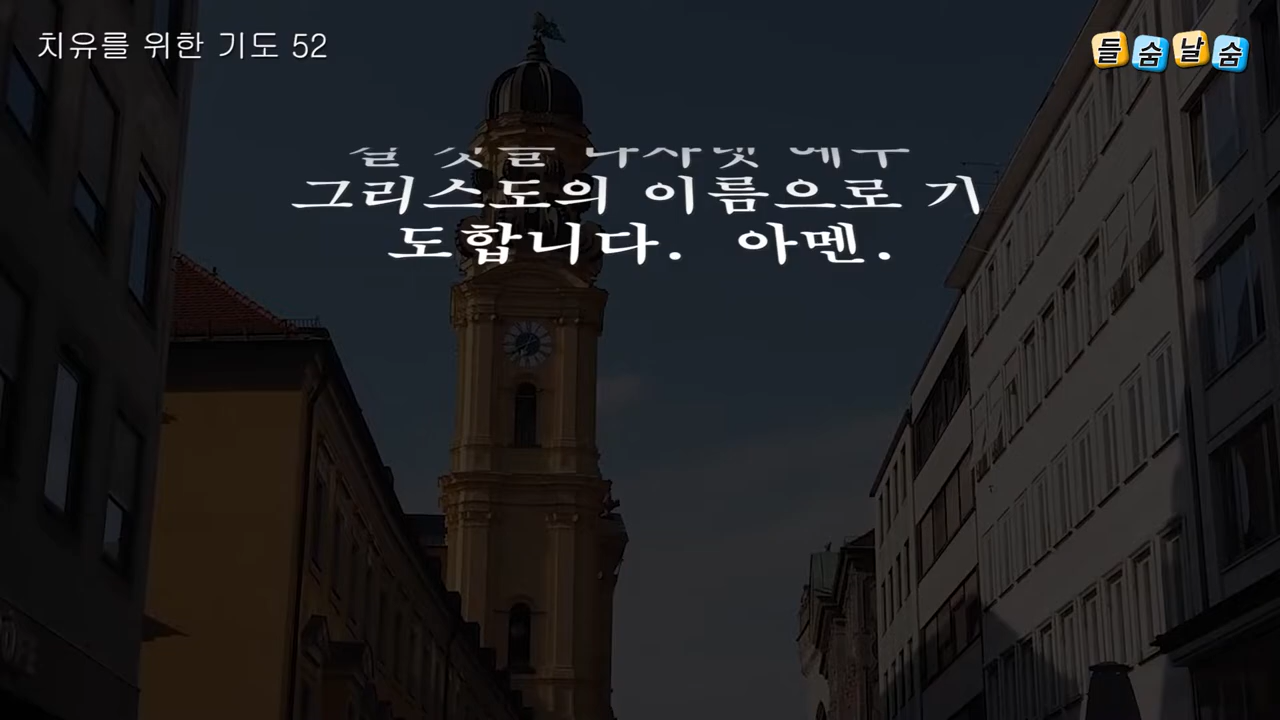 치유를 위한 기도 52
들숨날숨
그리스도의 이름으로 기
도합니다. 아멘.